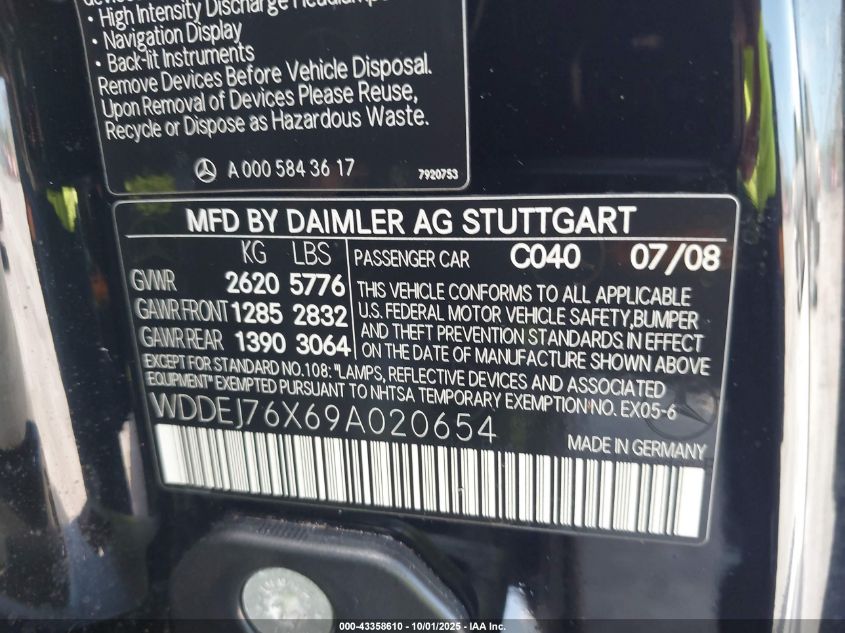 • High Intensity Discharge
• Navigation Display
• Back-lit Instruments
Remove Devices Before Vehicle Disposal.
Upon Removal of Devices Please Reuse,
Recycle or Dispose as Hazardous Waste.
A 000 584 36 17 7920753
MFD BY DAIMLER AG STUTTGART
KG LBS PASSENGER CAR C040 07/08
GVWR 2620 5776
GAWR FRONT 1285 2832
GAWR REAR 1390 3064
THIS VEHICLE CONFORMS TO ALL APPLICABLE
U.S. FEDERAL MOTOR VEHICLE SAFETY,BUMPER
AND THEFT PREVENTION STANDARDS IN EFFECT
ON THE DATE OF MANUFACTURE SHOWN ABOVE
(EXCEPT FOR STANDARD NO.108: "LAMPS, REFLECTIVE DEVICES AND ASSOCIATED
EQUIPMENT" EXEMPTED PURSUANT TO NHTSA TEMPORARY EXEMPTION NO. EX05-6
WDDEJ76X69A020654
MADE IN GERMANY
000-43358610 - 10/01/2025 - IAA Inc.